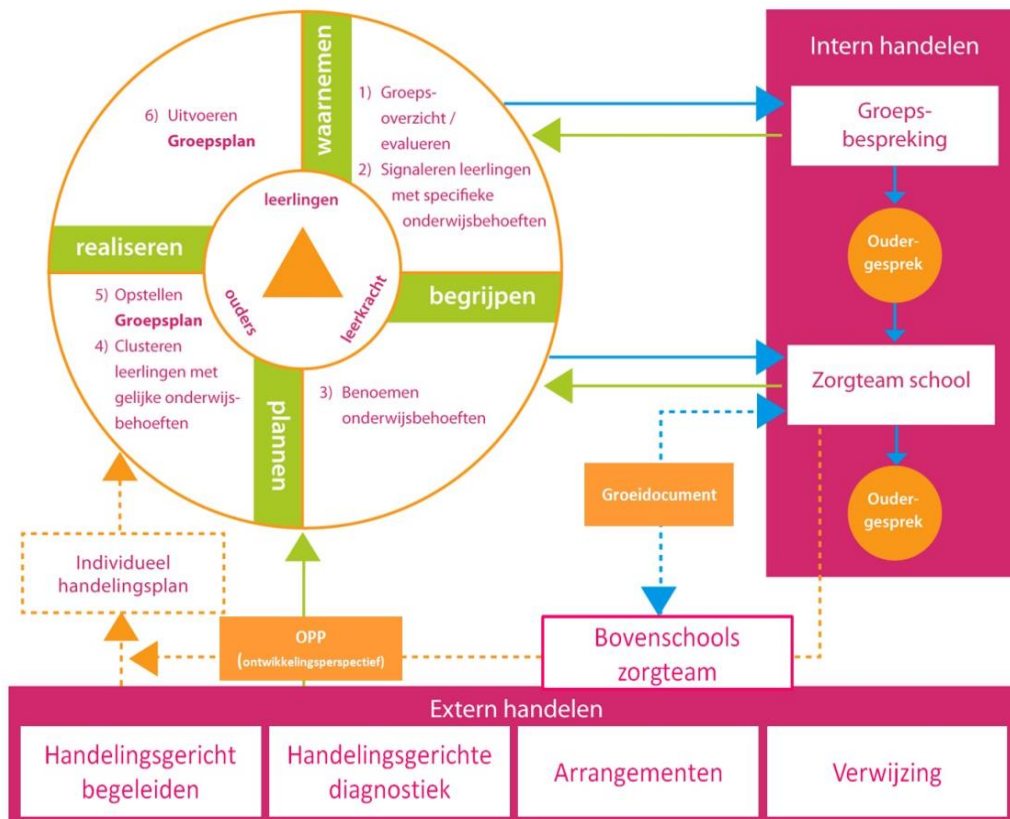 waarnemen
1) Groeps-
overzicht /
evalueren
2) Signaleren leerlingen
met specifieke
onderwijsbehoeften
begrijpen
3) Benoemen
onderwijsbehoeften
plannen
5) Opstellen
Groepsplan
4) Clusteren
leerlingen met
gelijke onderwijs-
behoeften
realiseren
6) Uitvoeren
Groepsplan
leerlingen
ouders
leerkracht
Intern handelen
Groeps-
bespreking
Ouder-
gesprek
Zorgteam school
Ouder-
gesprek
Groeidocument
Individueel
handelingsplan
OPP
(ontwikkelingsperspectief)
Bovenschools
zorgteam
Extern handelen
Handelingsgericht
begeleiden
Handelingsgerichte
diagnostiek
Arrangementen
Verwijzing